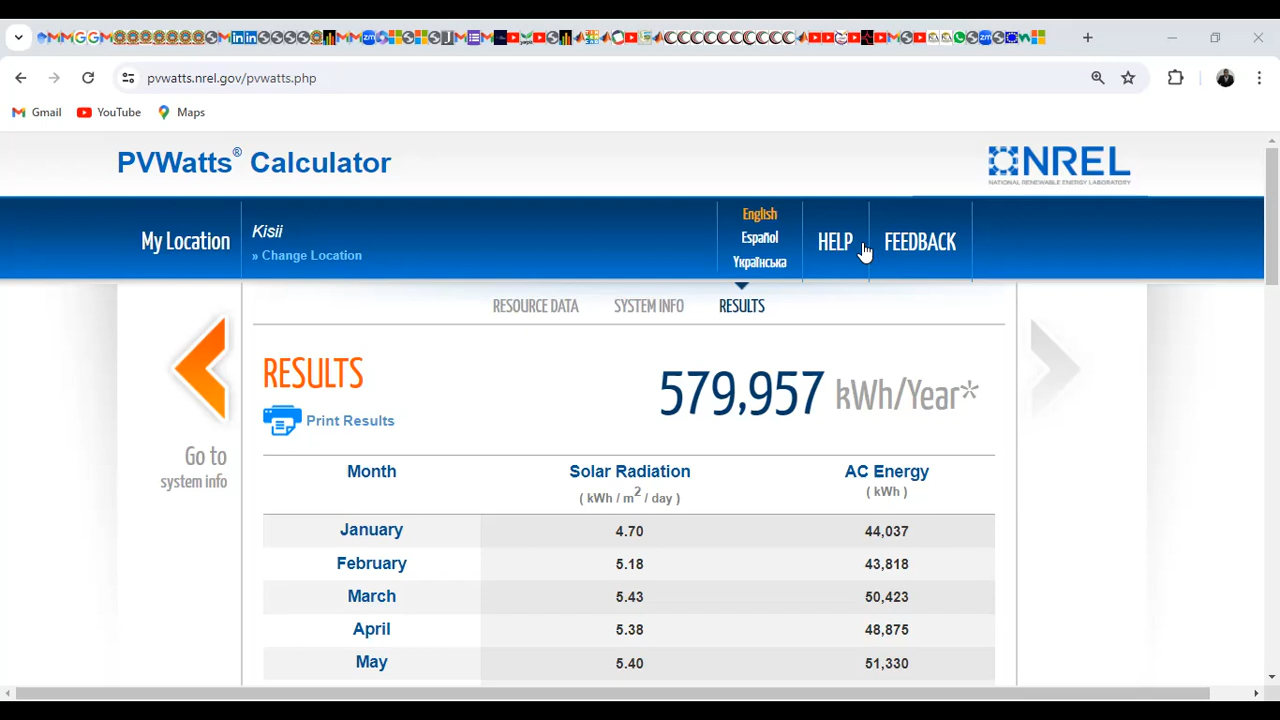 pvwatts.nrel.gov/pvwatts.php
Gmail YouTube Maps
PVWatts® Calculator
NREL
NATIONAL RENEWABLE ENERGY LABORATORY
My Location
Kisii
» Change Location
English
Español
Українська
HELP
FEEDBACK
RESOURCE DATA SYSTEM INFO RESULTS
RESULTS
Print Results
579,957 kWh/Year*
Go to
system info
Month Solar Radiation AC Energy
( kWh / m2 / day ) ( kWh )
January 4.70 44,037
February 5.18 43,818
March 5.43 50,423
April 5.38 48,875
May 5.40 51,330